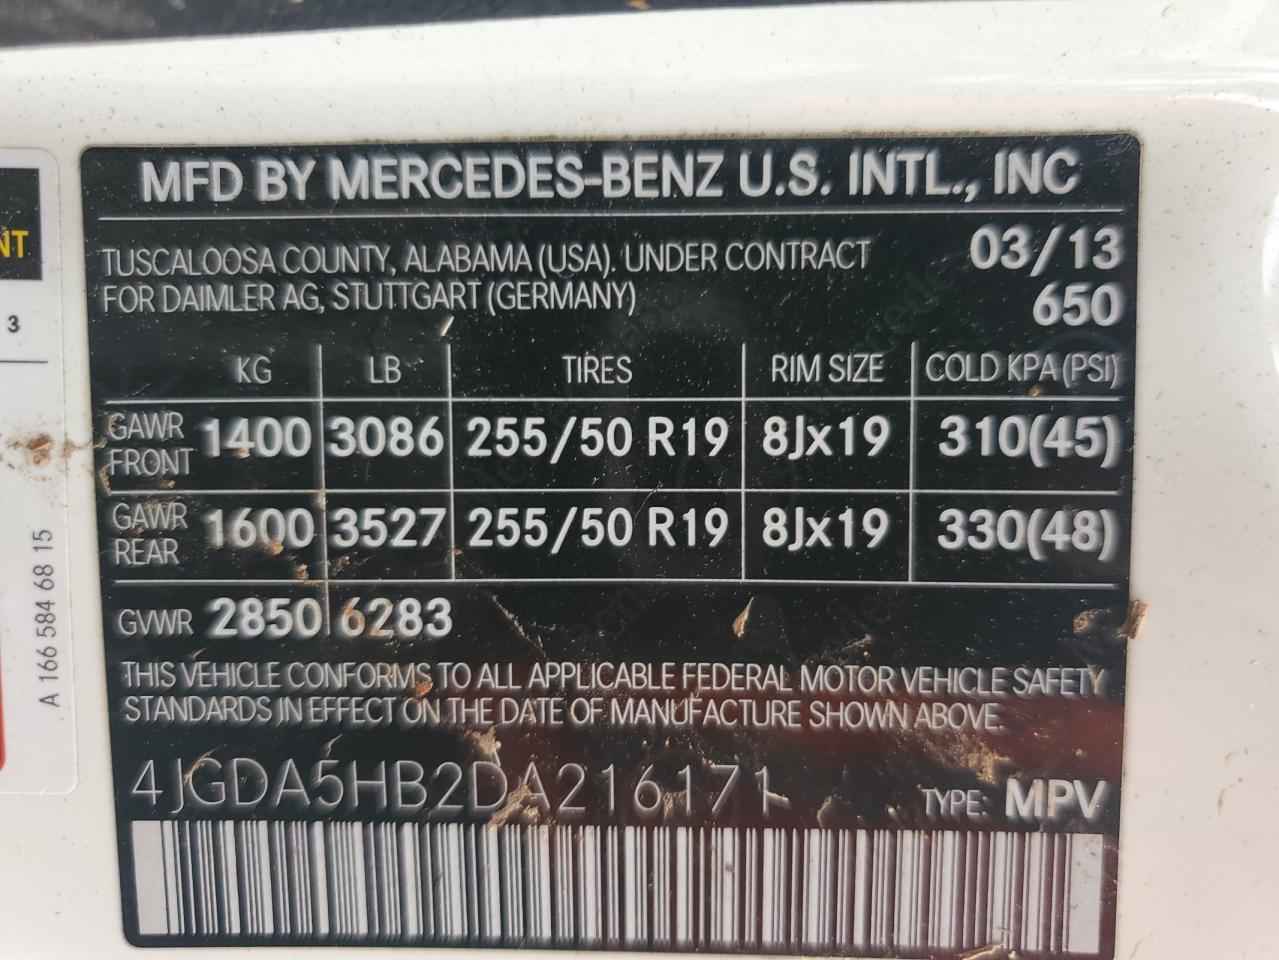 MFD BY MERCEDES-BENZ U.S. INTL., INC
TUSCALOOSA COUNTY, ALABAMA (USA). UNDER CONTRACT 03/13
FOR DAIMLER AG, STUTTGART (GERMANY) 650
KG LB TIRES RIM SIZE COLD KPA (PSI)
GAWR FRONT 1400 3086 255/50 R19 8Jx19 310(45)
GAWR REAR 1600 3527 255/50 R19 8Jx19 330(48)
GVWR 2850 6283
THIS VEHICLE CONFORMS TO ALL APPLICABLE FEDERAL MOTOR VEHICLE SAFETY
STANDARDS IN EFFECT ON THE DATE OF MANUFACTURE SHOWN ABOVE.
4JGDA5HB2DA216171 TYPE: MPV
NT
3
A 166 584 68 15